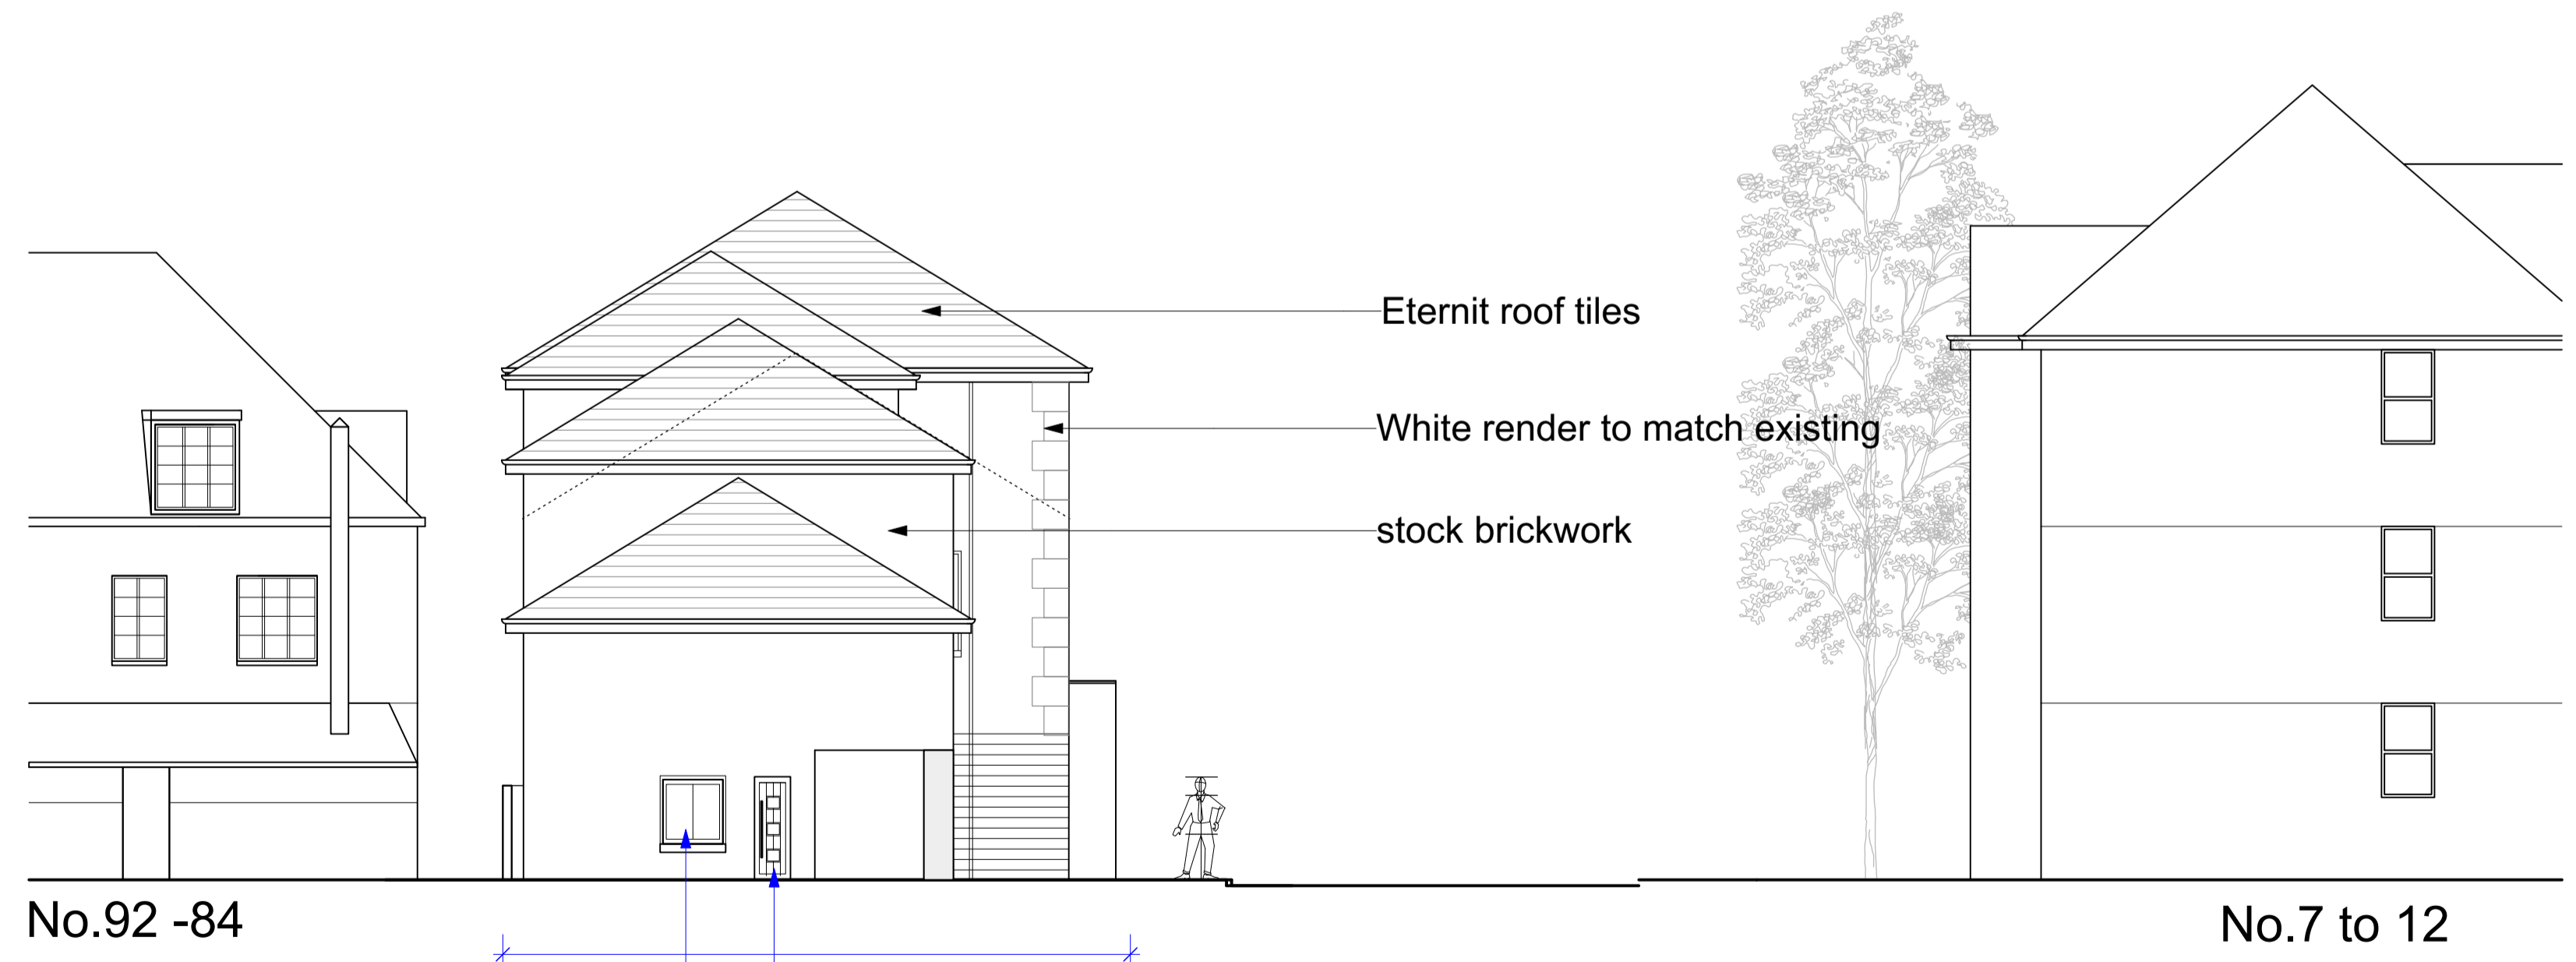 Eternit roof tiles
White render to match existing
stock brickwork
No.92 -84
No.7 to 12